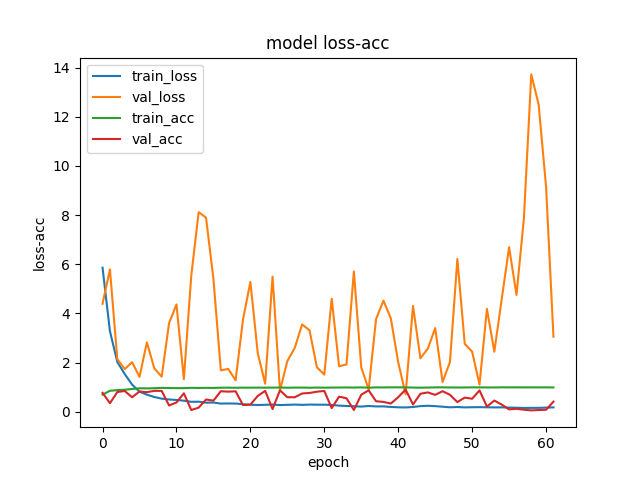 model loss-acc
train_loss
val_loss
train_acc
val_acc
14
12
10
8
6
4
2
0
loss-acc
0 10 20 30 40 50 60
epoch